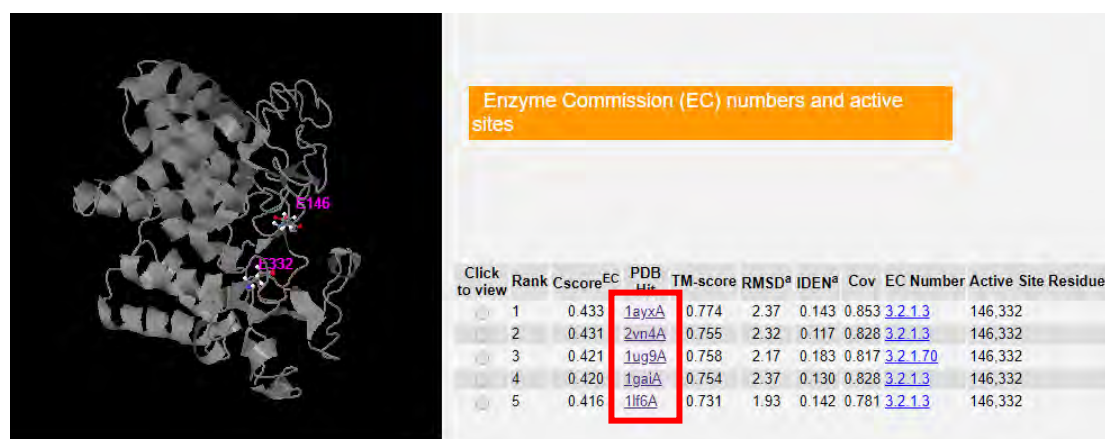 E146
E332
Enzyme Commission (EC) numbers and active
sites
Click to view Rank Cscore^EC PDB Hit TM-score RMSD^a IDEN^a Cov EC Number Active Site Residue
1 0.433 1ayxA 0.774 2.37 0.143 0.853 3.2.1.3 146,332
2 0.431 2vn4A 0.755 2.32 0.117 0.828 3.2.1.3 146,332
3 0.421 1ug9A 0.758 2.17 0.183 0.817 3.2.1.70 146,332
4 0.420 1gaiA 0.754 2.37 0.130 0.828 3.2.1.3 146,332
5 0.416 1lf6A 0.731 1.93 0.142 0.781 3.2.1.3 146,332